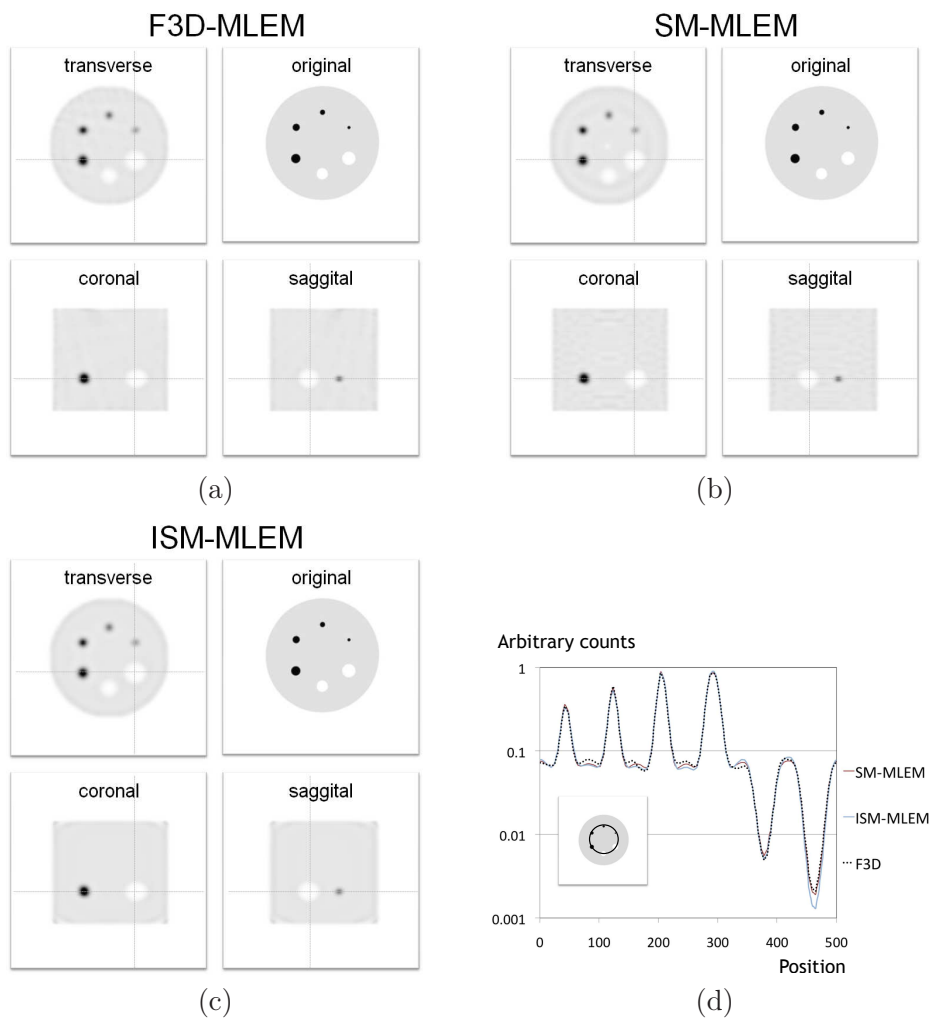 F3D-MLEM
transverse original
coronal saggital
(a)
SM-MLEM
transverse original
coronal saggital
(b)
ISM-MLEM
transverse original
coronal saggital
(c)
Arbitrary counts
1
0.1
0.01
0.001
0 100 200 300 400 500
Position
SM-MLEM
ISM-MLEM
F3D
(d)